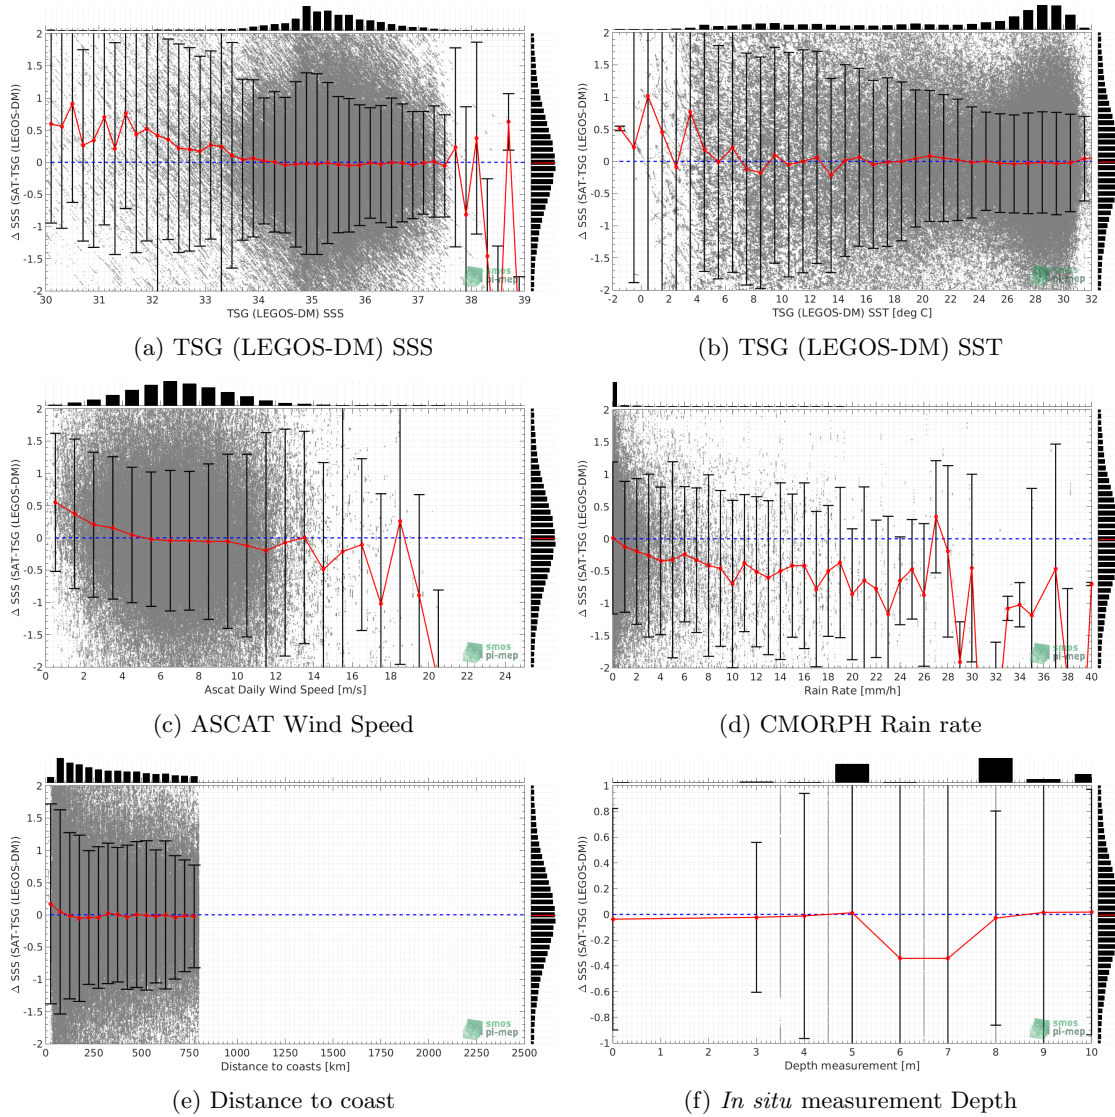 2
1.5
1
0.5
0
-0.5
-1
-1.5
-2
Δ SSS (SAT-TSG (LEGOS-DM))
30 31 32 33 34 35 36 37 38 39
TSG (LEGOS-DM) SSS
smos
pi-mep
(a) TSG (LEGOS-DM) SSS
2
1.5
1
0.5
0
-0.5
-1
-1.5
-2
Δ SSS (SAT-TSG (LEGOS-DM))
-2 0 2 4 6 8 10 12 14 16 18 20 22 24 26 28 30 32
TSG (LEGOS-DM) SST [deg C]
smos
pi-mep
(b) TSG (LEGOS-DM) SST
2
1.5
1
0.5
0
-0.5
-1
-1.5
-2
Δ SSS (SAT-TSG (LEGOS-DM))
0 2 4 6 8 10 12 14 16 18 20 22 24
Ascat Daily Wind Speed [m/s]
smos
pi-mep
(c) ASCAT Wind Speed
2
1.5
1
0.5
0
-0.5
-1
-1.5
-2
Δ SSS (SAT-TSG (LEGOS-DM))
0 2 4 6 8 10 12 14 16 18 20 22 24 26 28 30 32 34 36 38 40
Rain Rate [mm/h]
smos
pi-mep
(d) CMORPH Rain rate
2
1.5
1
0.5
0
-0.5
-1
-1.5
-2
Δ SSS (SAT-TSG (LEGOS-DM))
0 250 500 750 1000 1250 1500 1750 2000 2250 2500
Distance to coasts [km]
smos
pi-mep
(e) Distance to coast
1
0.8
0.6
0.4
0.2
0
-0.2
-0.4
-0.6
-0.8
-1
Δ SSS (SAT-TSG (LEGOS-DM))
0 1 2 3 4 5 6 7 8 9 10
Depth measurement [m]
smos
pi-mep
(f) In situ measurement Depth